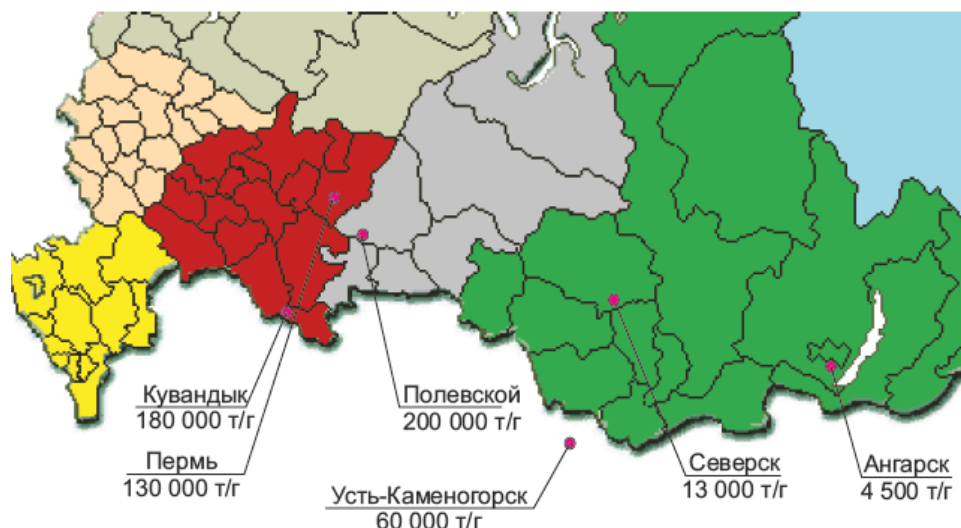 Кувандык
180 000 т/г
Полевской
200 000 т/г
Пермь
130 000 т/г
Северск
13 000 т/г
Ангарск
4 500 т/г
Усть-Каменогорск
60 000 т/г